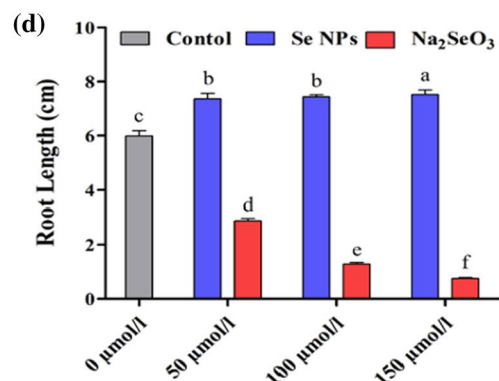 (d)
Contol Se NPs Na₂SeO₃
Root Length (cm)
10
8
6
4
2
0
c
b
d
b
e
a
f
0 µmol/l
50 µmol/l
100 µmol/l
150 µmol/l